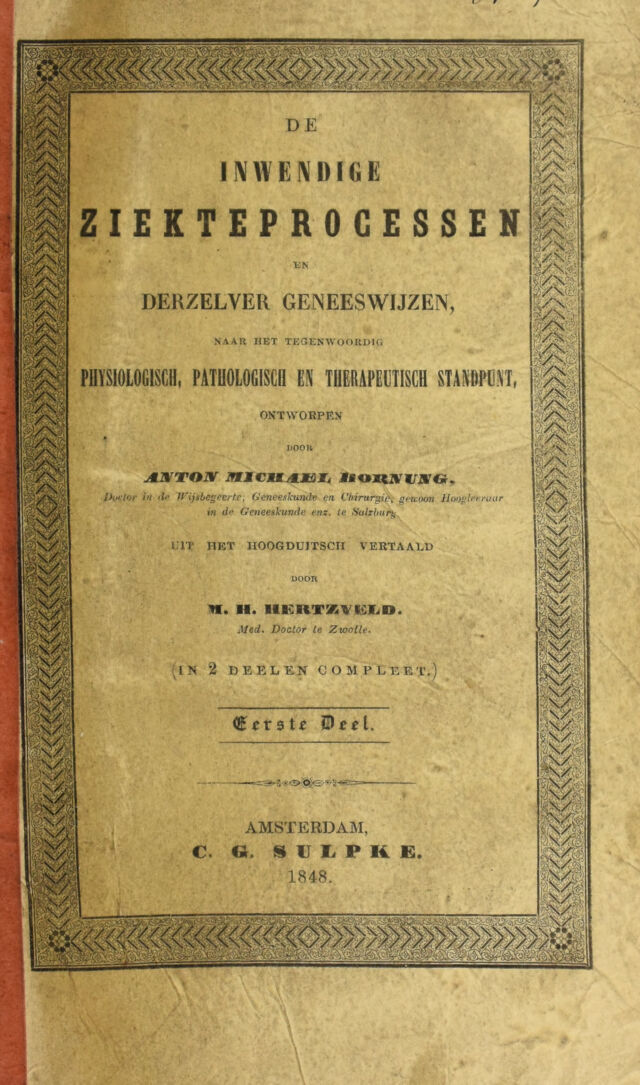 DE
INWENDIGE
ZIEKTEPROCESSEN
EN
DERZELVER GENEESWIJZEN,
NAAR HET TEGENWOORDIG
PHYSIOLOGISCH, PATHOLOGISCH EN THERAPEUTISCH STANDPUNT,
ONTWORPEN
DOOR
ANTON MICHAEL HORNUNG.
Doctor in de Wijsbegeerte, Geneeskunde en Chirurgie, gewoon Hoogleeraar
in de Geneeskunde enz. te Salzburg
UIT HET HOOGDUITSCH VERTAALD
DOOR
M. H. HERTZVELD.
Med. Doctor te Zwolle.
(IN 2 DEELEN COMPLEET.)
Eerste Deel.
AMSTERDAM,
C. G. SULPKE.
1848.